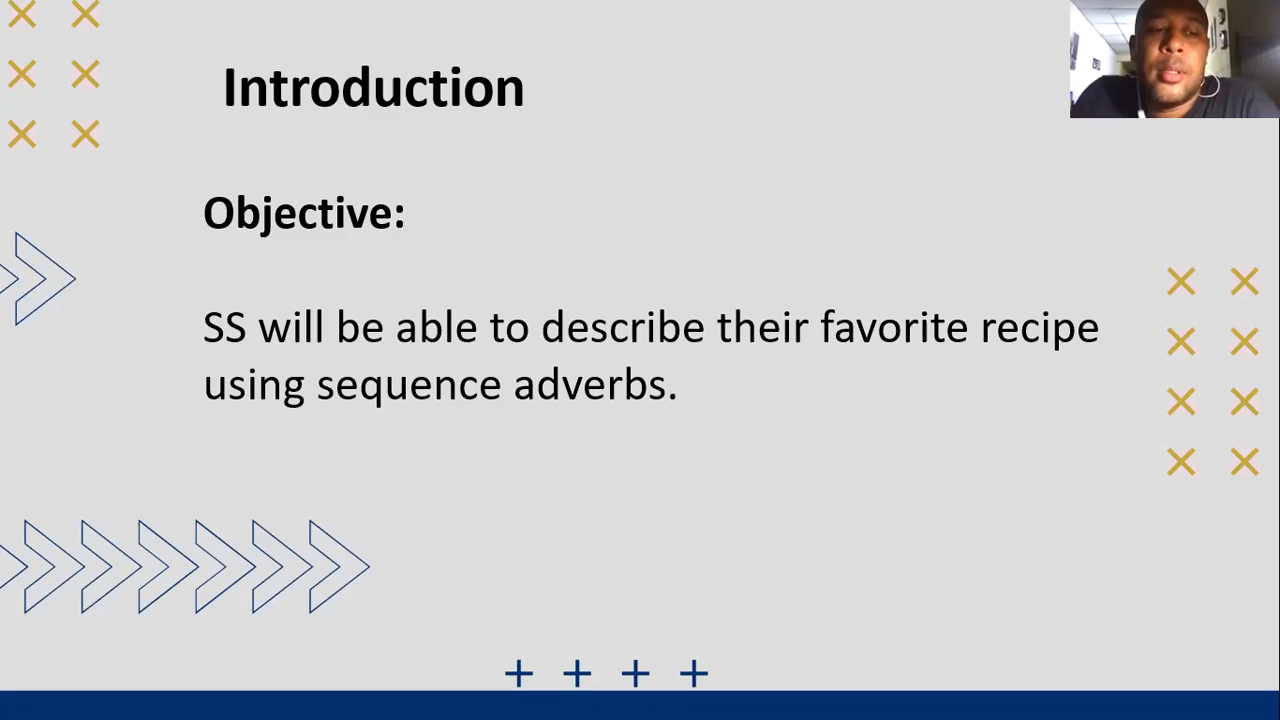 Introduction
Objective:
SS will be able to describe their favorite recipe
using sequence adverbs.